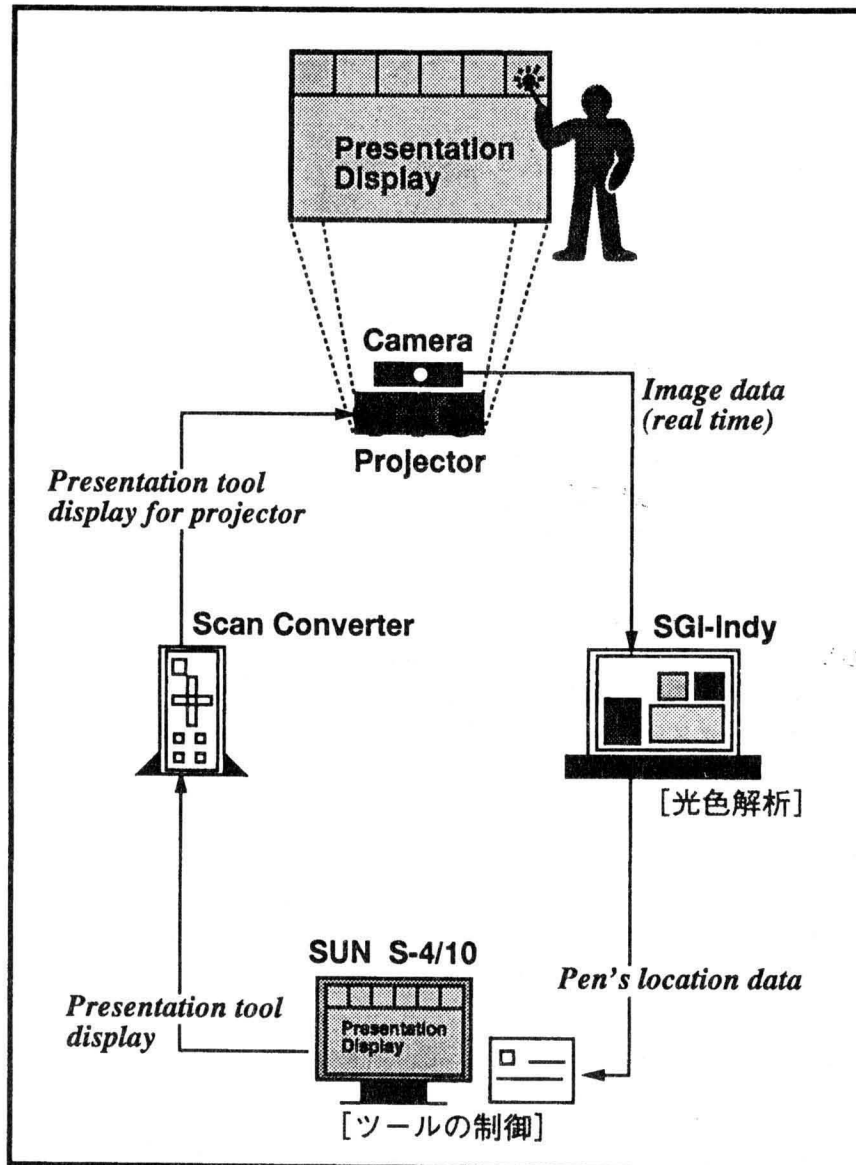 Presentation
Display
Camera
Image data
(real time)
Projector
Presentation tool
display for projector
Scan Converter
SGI-Indy
[光色解析]
SUN S-4/10
Pen's location data
Presentation tool
display
Presentation
Display
[ツールの制御]